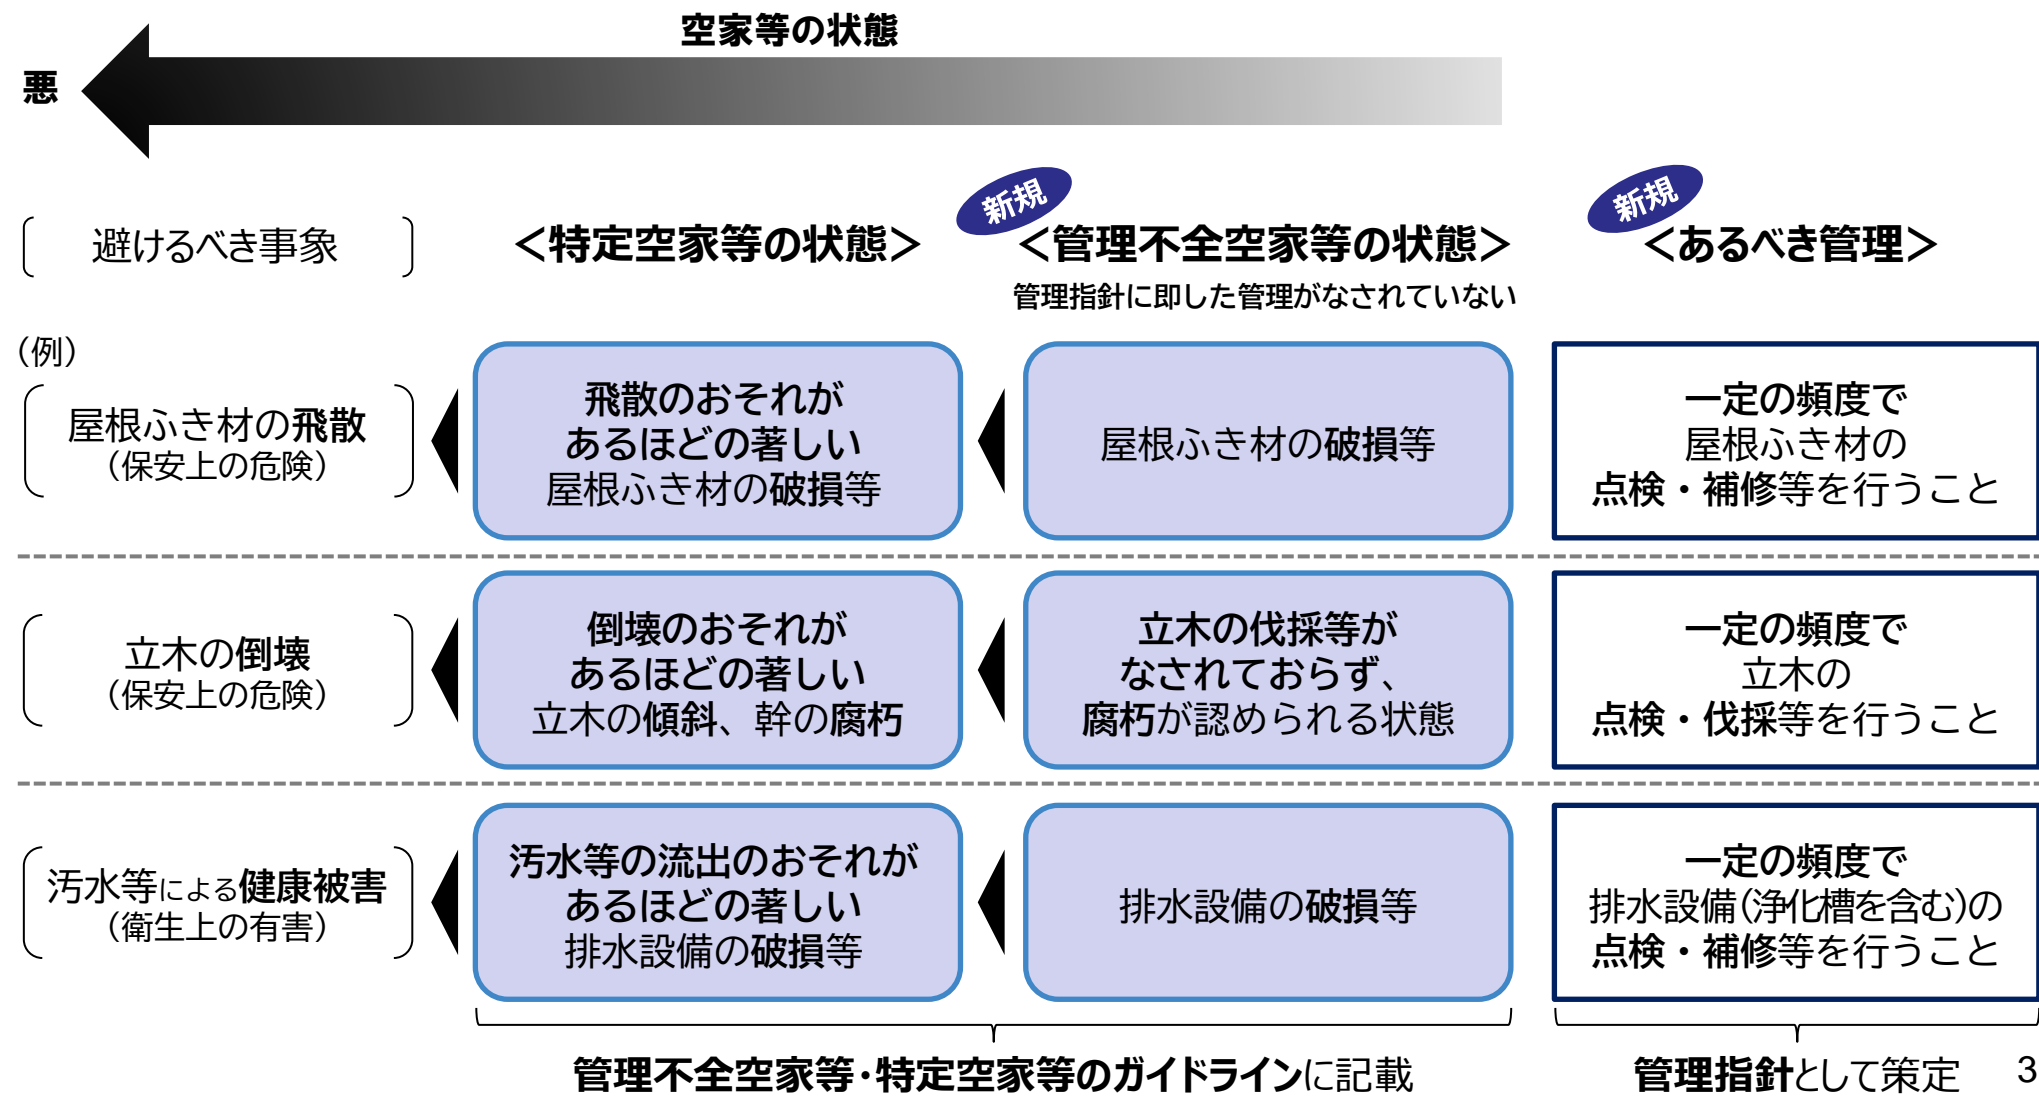 空家等の状態
悪
避けるべき事象
<特定空家等の状態>
新規
<管理不全空家等の状態>
管理指針に即した管理がなされていない
新規
<あるべき管理>
(例)
屋根ふき材の飛散
(保安上の危険)
飛散のおそれが
あるほどの著しい
屋根ふき材の破損等
屋根ふき材の破損等
一定の頻度で
屋根ふき材の
点検・補修等を行うこと
立木の倒壊
(保安上の危険)
倒壊のおそれが
あるほどの著しい
立木の傾斜、幹の腐朽
立木の伐採等が
なされておらず、
腐朽が認められる状態
一定の頻度で
立木の
点検・伐採等を行うこと
汚水等による健康被害
(衛生上の有害)
汚水等の流出のおそれが
あるほどの著しい
排水設備の破損等
排水設備の破損等
一定の頻度で
排水設備(浄化槽を含む)の
点検・補修等を行うこと
管理不全空家等・特定空家等のガイドラインに記載
管理指針として策定
3